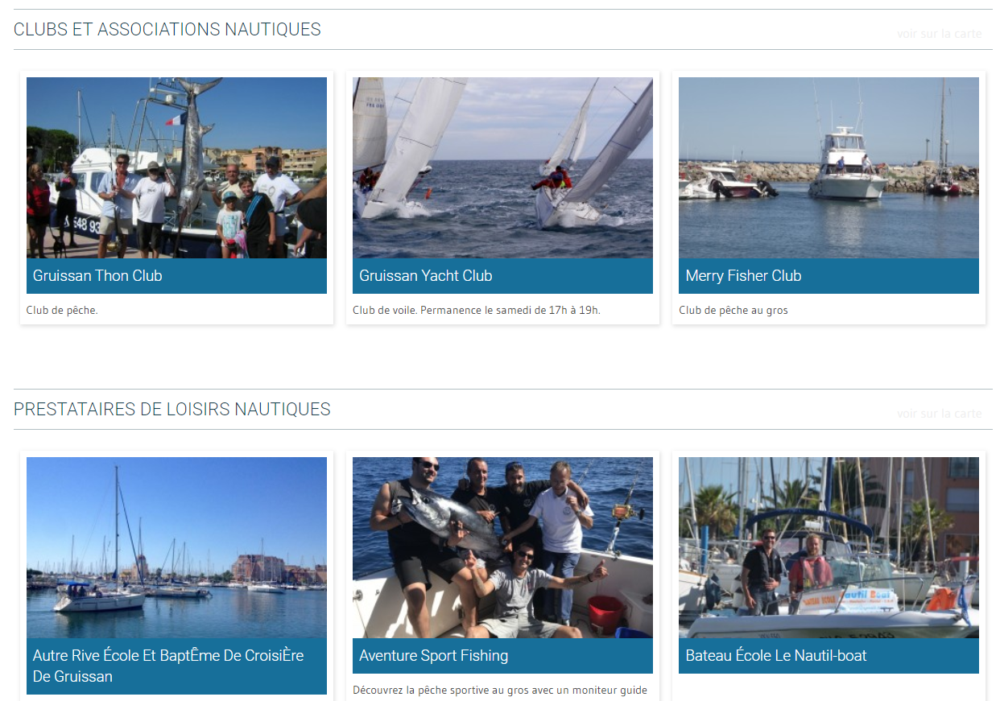 CLUBS ET ASSOCIATIONS NAUTIQUES
voir sur la carte
Gruissan Thon Club
Gruissan Yacht Club
Merry Fisher Club
Club de pêche.
Club de voile. Permanence le samedi de 17h à 19h.
Club de pêche au gros
PRESTATAIRES DE LOISIRS NAUTIQUES
voir sur la carte
Autre Rive École Et BaptÊme De CroisiÈre
De Gruissan
Aventure Sport Fishing
Bateau École Le Nautil-boat
Découvrez la pêche sportive au gros avec un moniteur guide